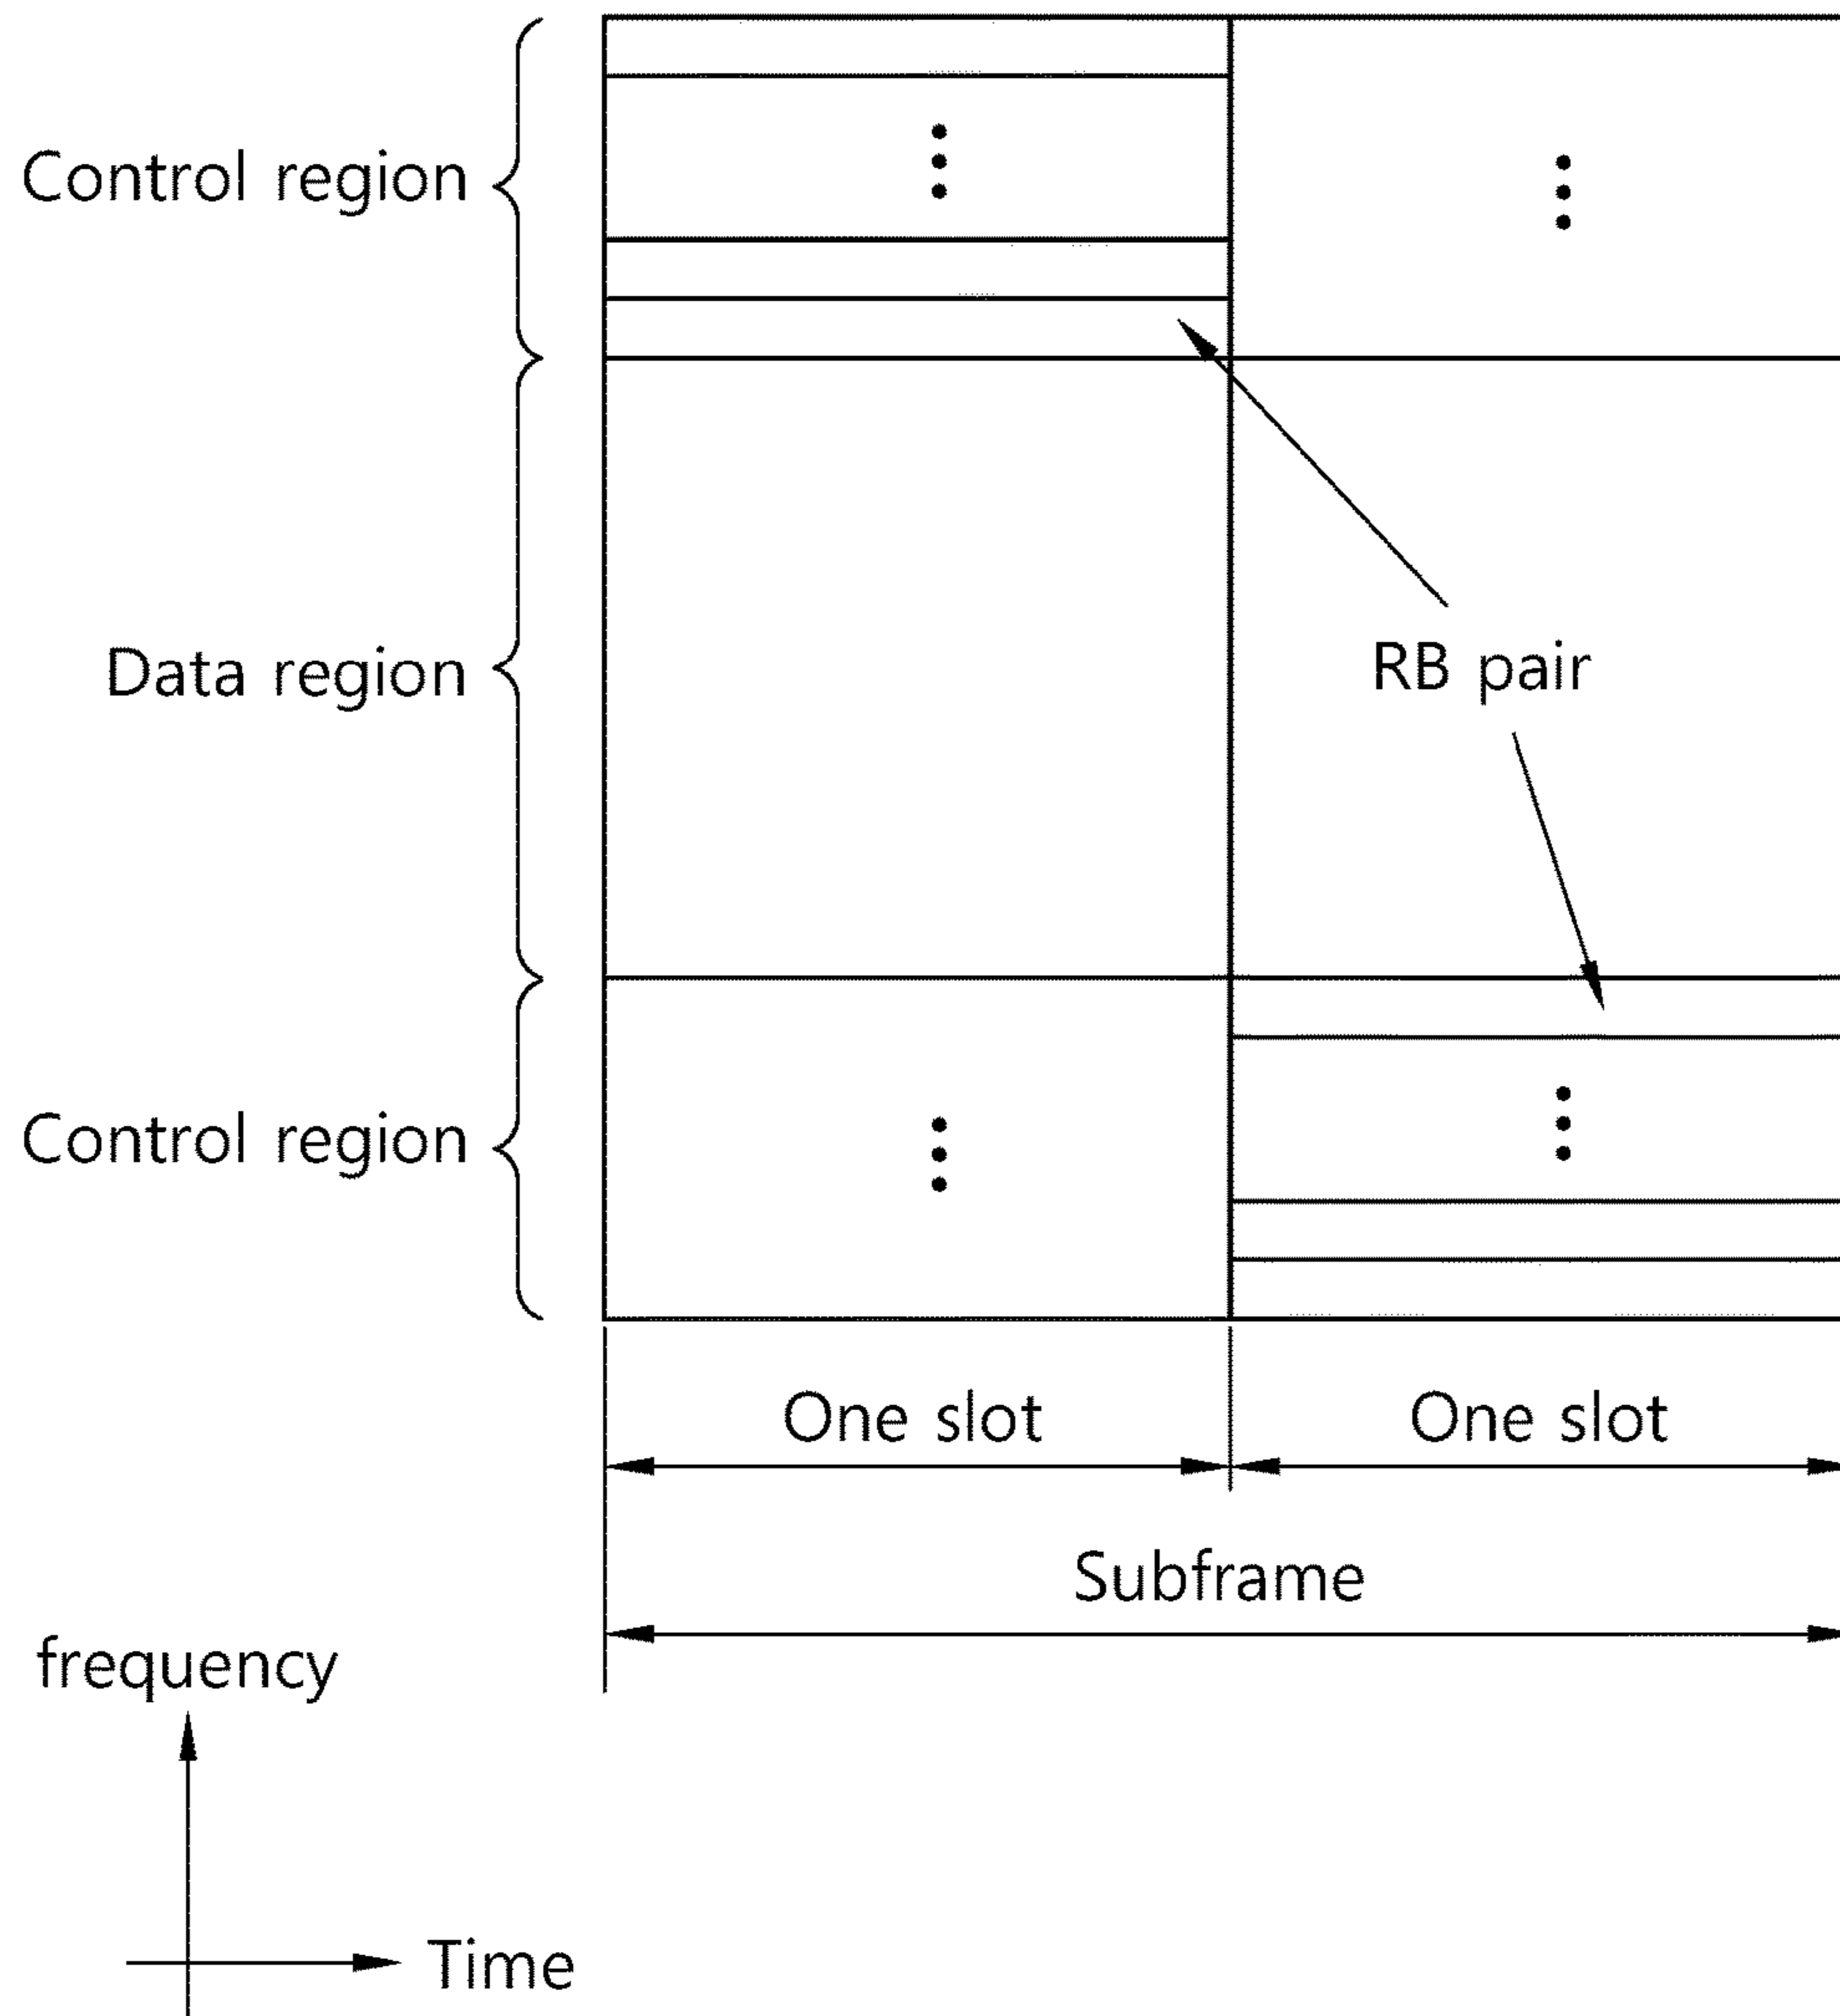 Control region
Data region
RB pair
Control region
One slot
One slot
Subframe
frequency
Time